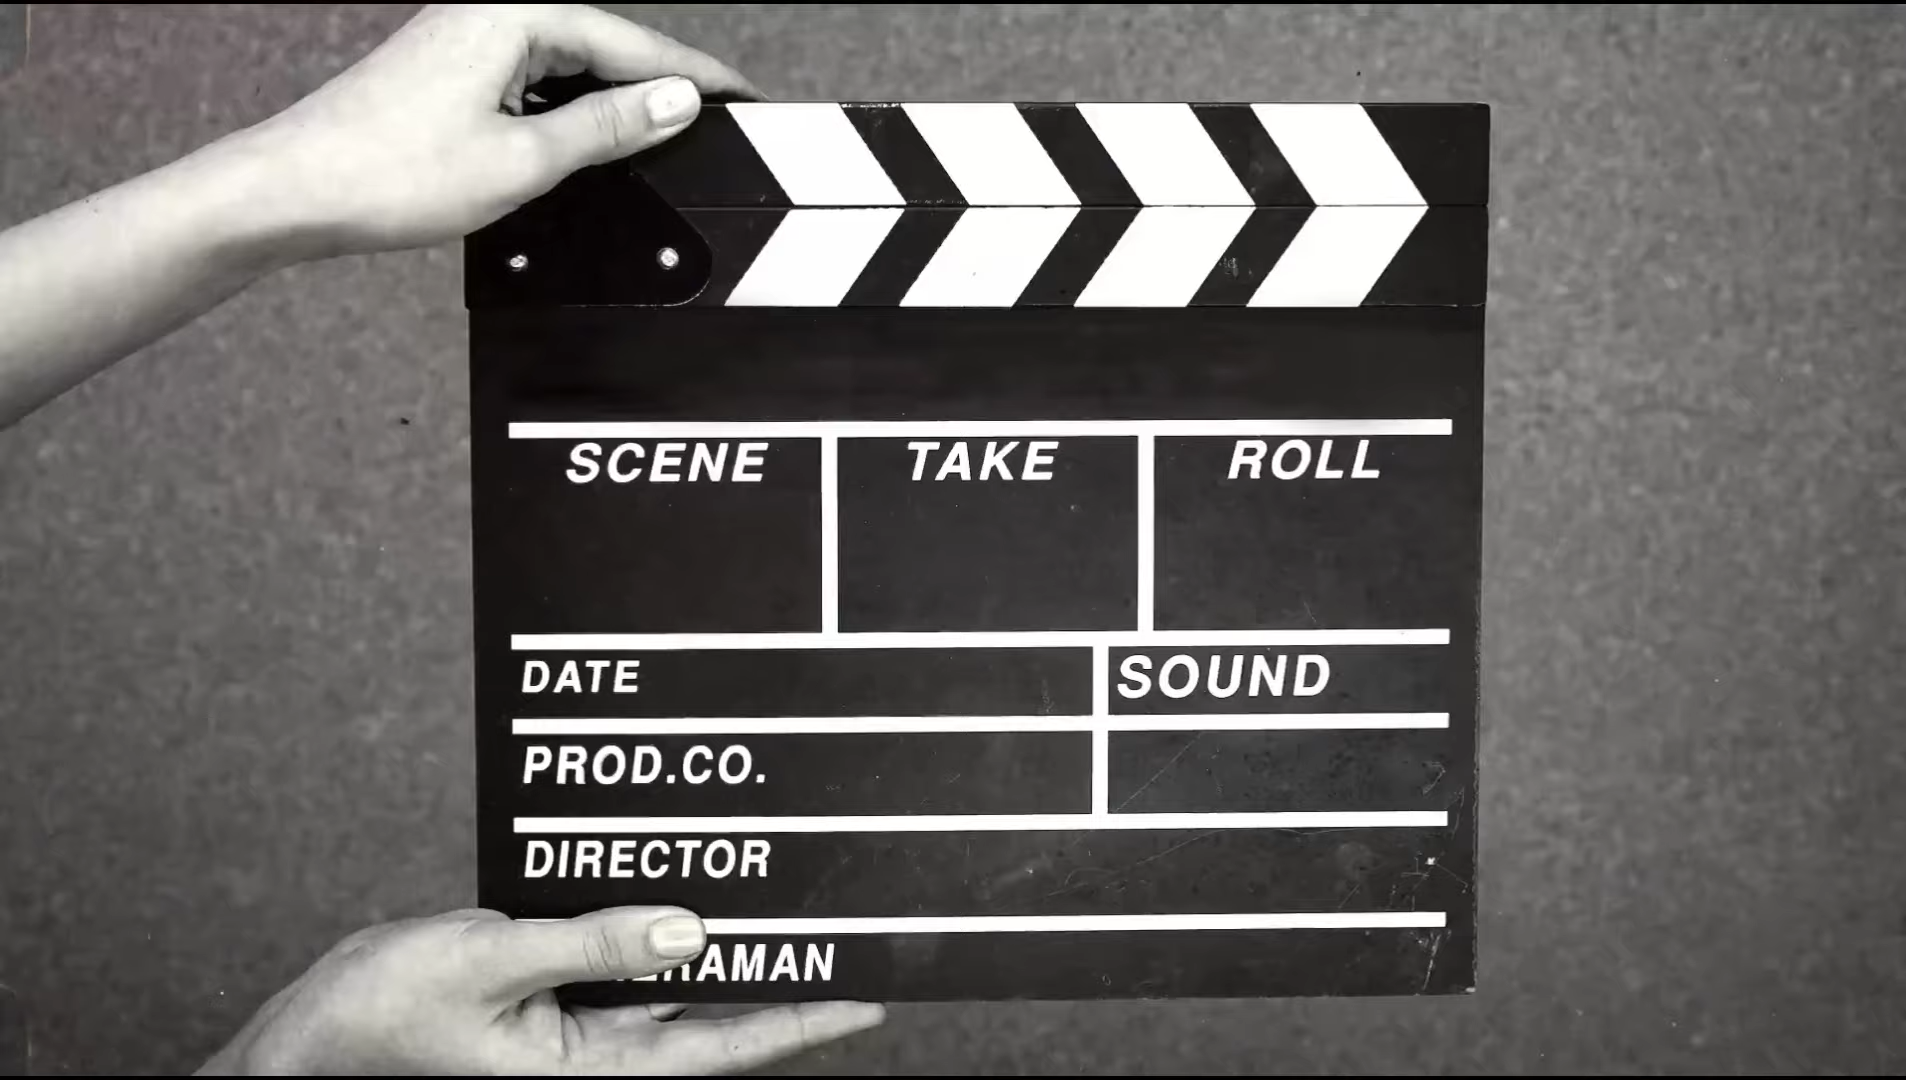 SCENE TAKE ROLL
DATE SOUND
PROD.CO.
DIRECTOR